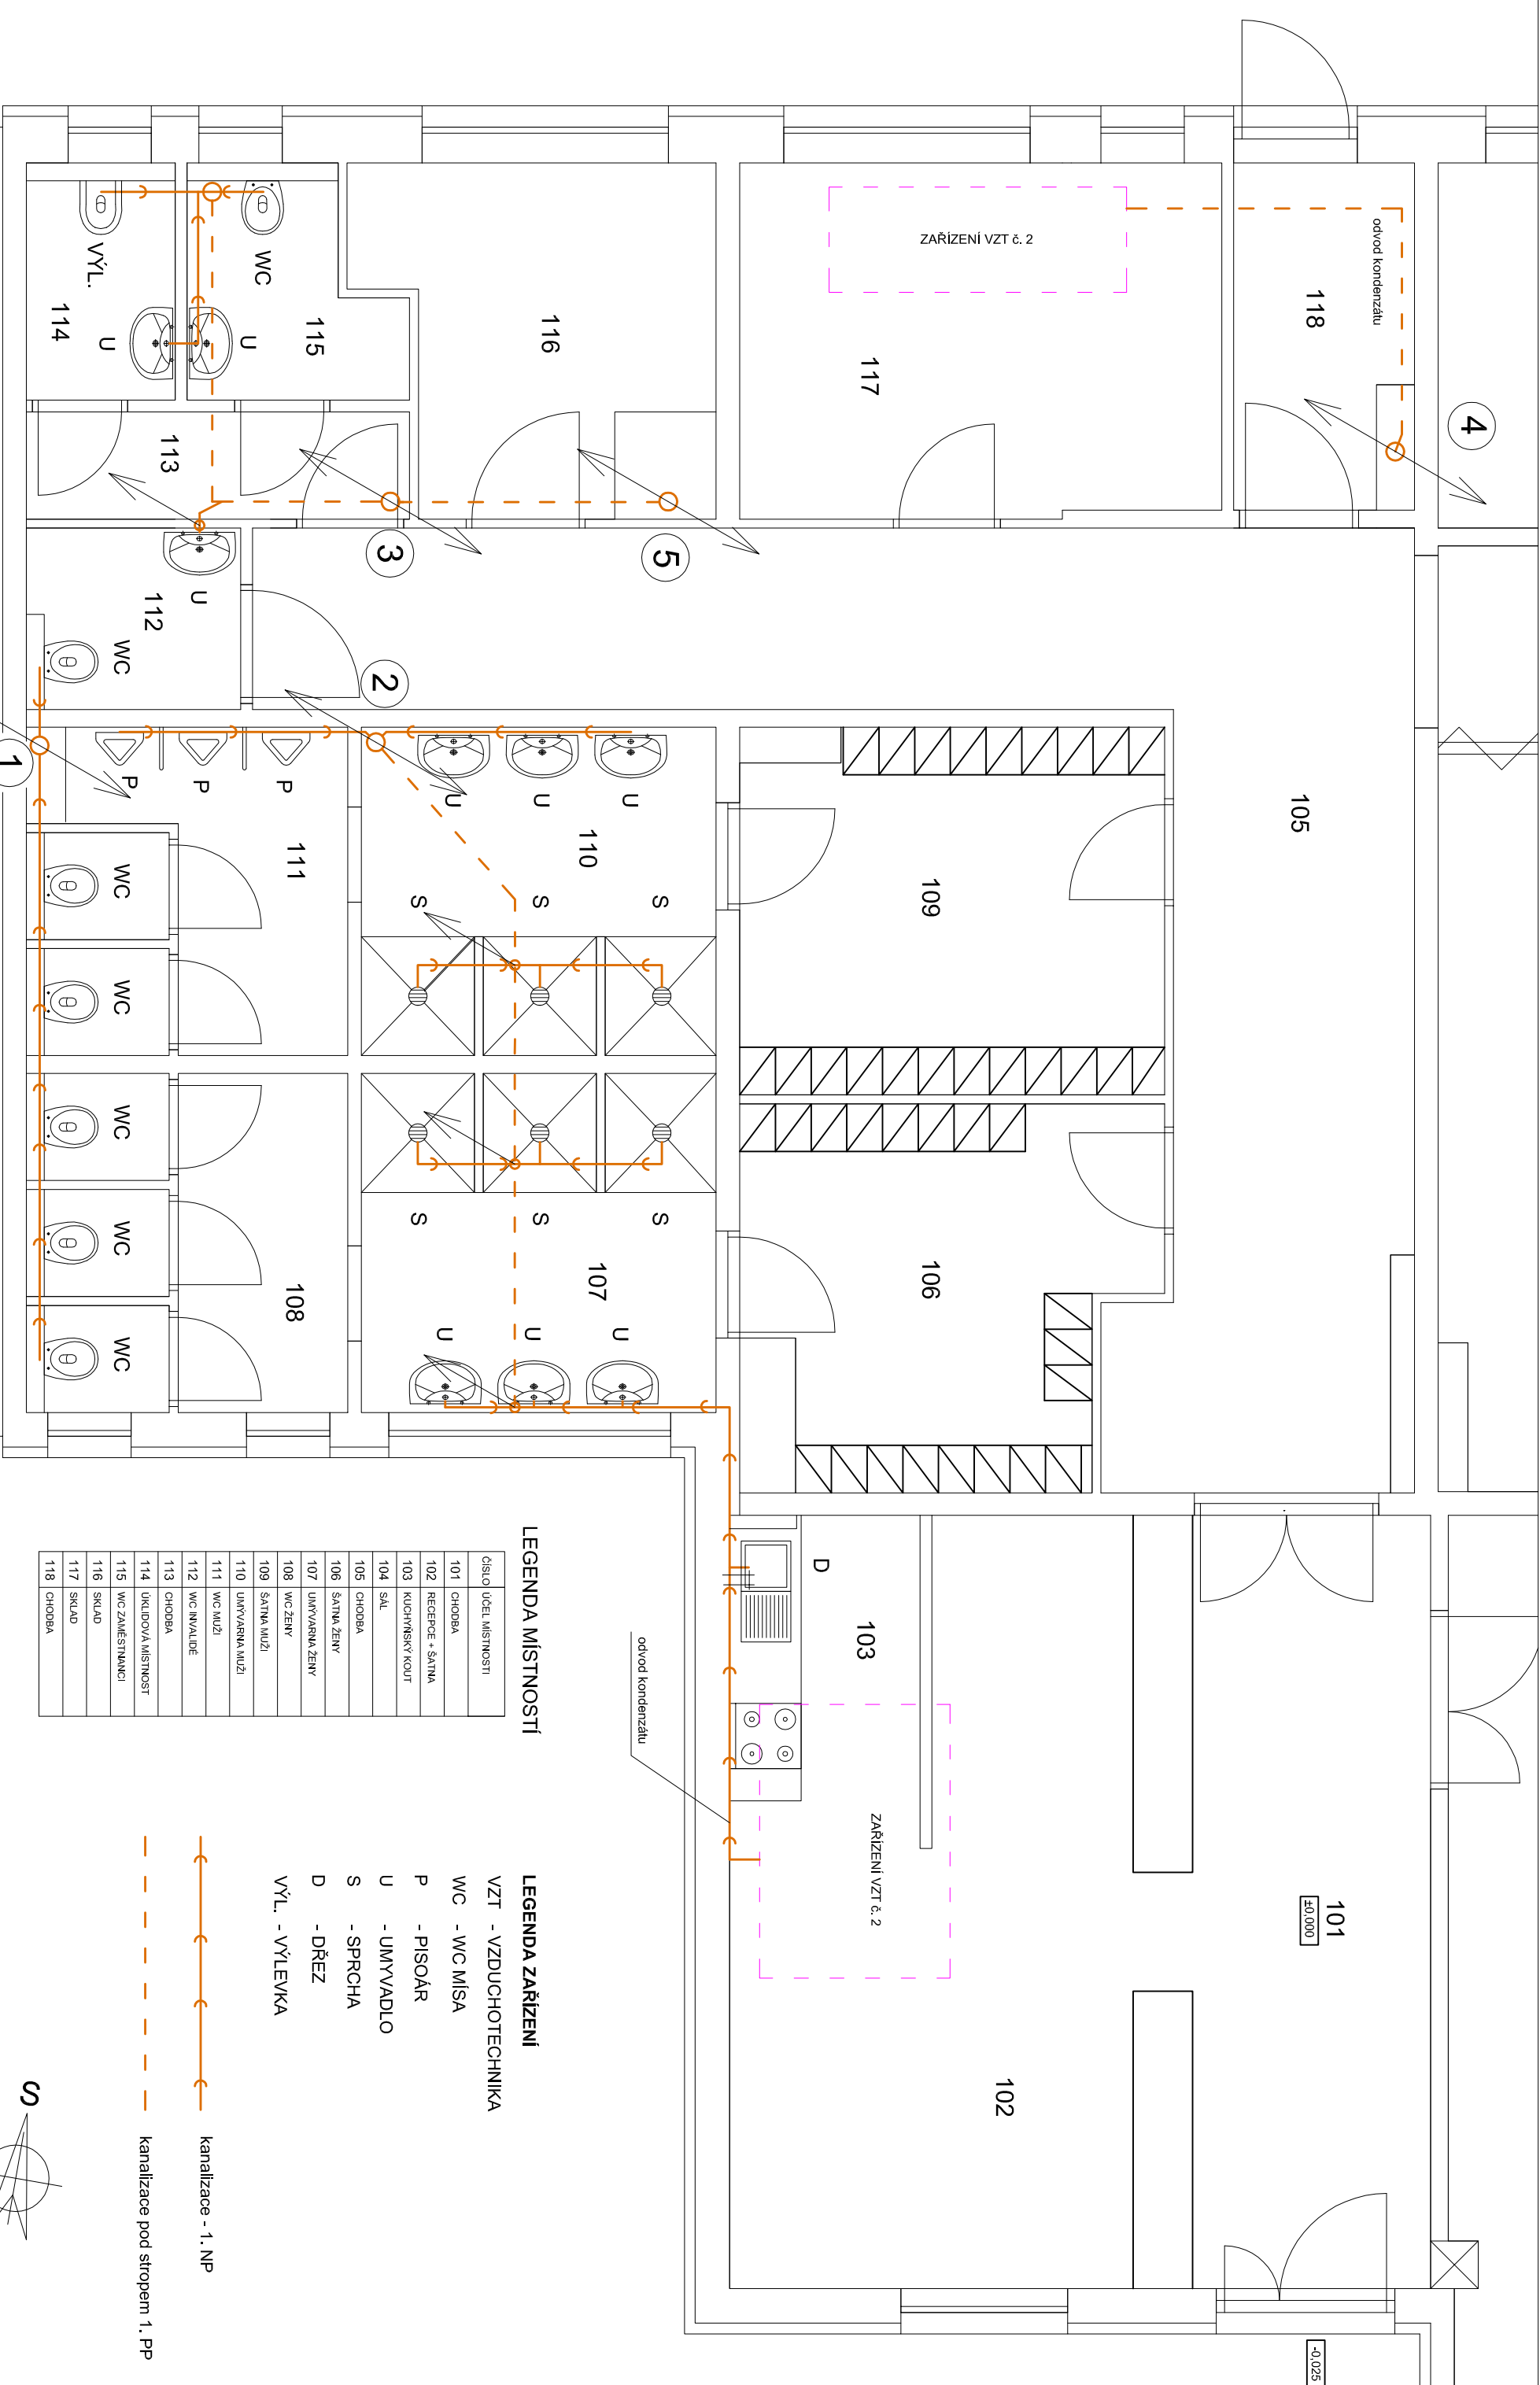 4
118
odvod kondenzátu
ZAŘÍZENÍ VZT č. 2
117
116
WC
115
U
VÝL.
114
U
113
3
5
112
U
WC
2
1
105
109
106
110
U
U
U
S
S
S
111
P
P
P
WC
WC
WC
WC
WC
108
107
S
S
S
U
U
U
D
103
ZAŘÍZENÍ VZT č. 2
101
±0,000
102
-0,025
odvod kondenzátu
LEGENDA MÍSTNOSTÍ
ČÍSLO ÚČEL MÍSTNOSTI
101 CHODBA
102 RECEPCE + ŠATNA
103 KUCHYŇSKÝ KOUT
104 SÁL
105 CHODBA
106 ŠATNA ŽENY
107 UMÝVARNA ŽENY
108 WC ŽENY
109 ŠATNA MUŽI
110 UMÝVARNA MUŽI
111 WC MUŽI
112 WC INVALIDÉ
113 CHODBA
114 ÚKLIDOVÁ MÍSTNOST
115 WC ZAMĚSTNANCI
116 SKLAD
117 SKLAD
118 CHODBA
LEGENDA ZAŘÍZENÍ
VZT - VZDUCHOTECHNIKA
WC - WC MÍSA
P - PISOÁR
U - UMYVADLO
S - SPRCHA
D - DŘEZ
VÝL. - VÝLEVKA
kanalizace - 1. NP
kanalizace pod stropem 1. PP
S